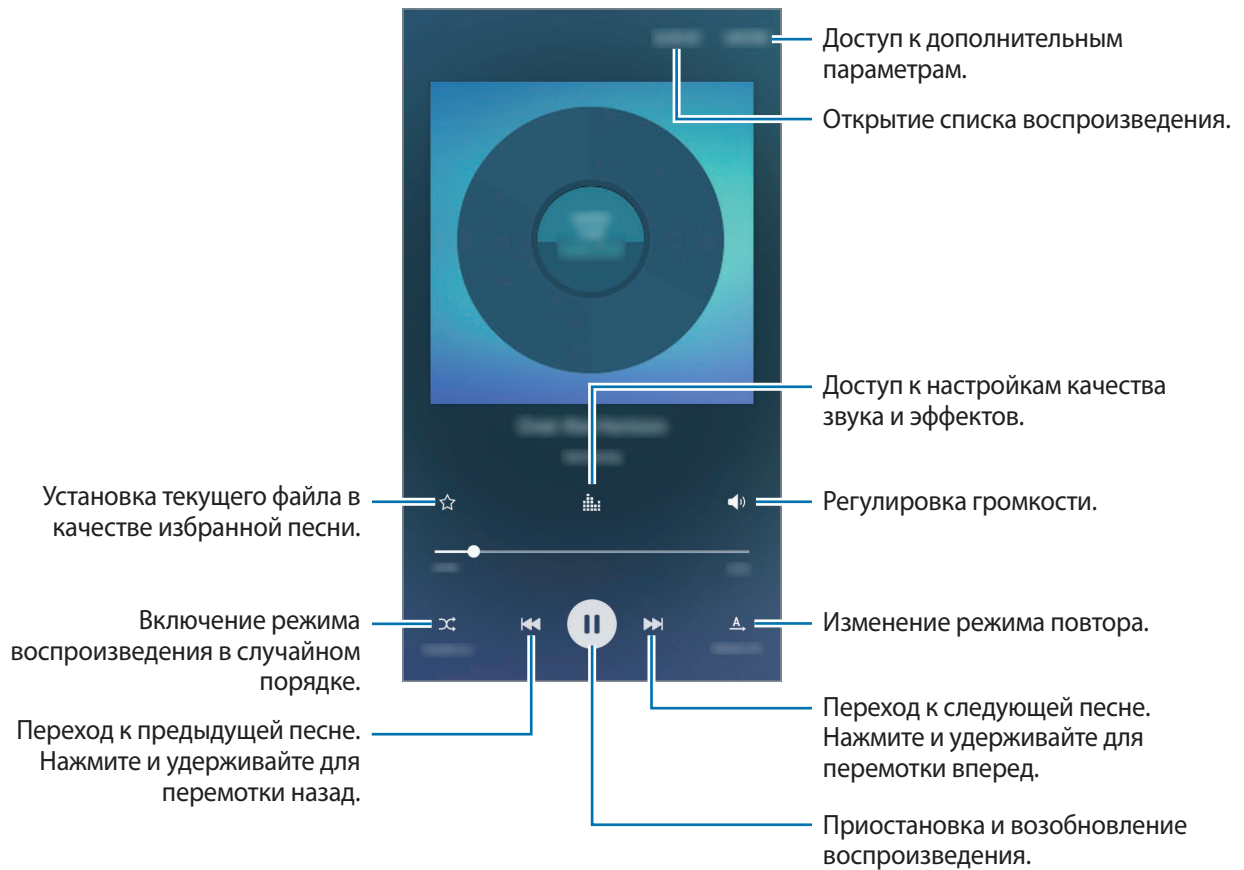 Доступ к дополнительным
параметрам.
Открытие списка воспроизведения.
Доступ к настройкам качества
звука и эффектов.
Установка текущего файла в
качестве избранной песни.
Регулировка громкости.
Включение режима
воспроизведения в случайном
порядке.
Изменение режима повтора.
Переход к предыдущей песне.
Нажмите и удерживайте для
перемотки назад.
Переход к следующей песне.
Нажмите и удерживайте для
перемотки вперед.
Приостановка и возобновление
воспроизведения.